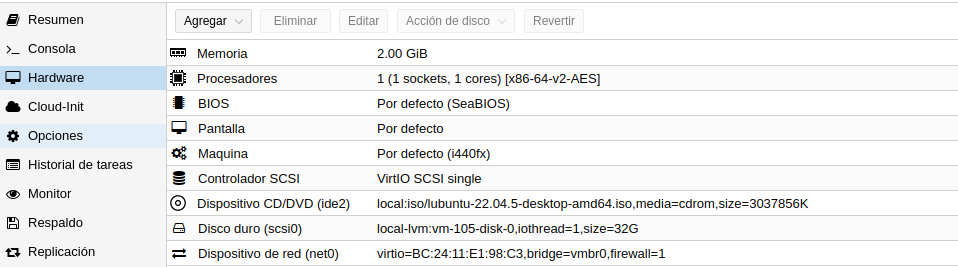 Resumen
Consola
Hardware
Cloud-Init
Opciones
Historial de tareas
Monitor
Respaldo
Replicación
Agregar Eliminar Editar Acción de disco Revertir
Memoria 2.00 GiB
Procesadores 1 (1 sockets, 1 cores) [x86-64-v2-AES]
BIOS Por defecto (SeaBIOS)
Pantalla Por defecto
Maquina Por defecto (i440fx)
Controlador SCSI VirtIO SCSI single
Dispositivo CD/DVD (ide2) local:iso/lubuntu-22.04.5-desktop-amd64.iso,media=cdrom,size=3037856K
Disco duro (scsi0) local-lvm:vm-105-disk-0,iothread=1,size=32G
Dispositivo de red (net0) virtio=BC:24:11:E1:98:C3,bridge=vmbr0,firewall=1